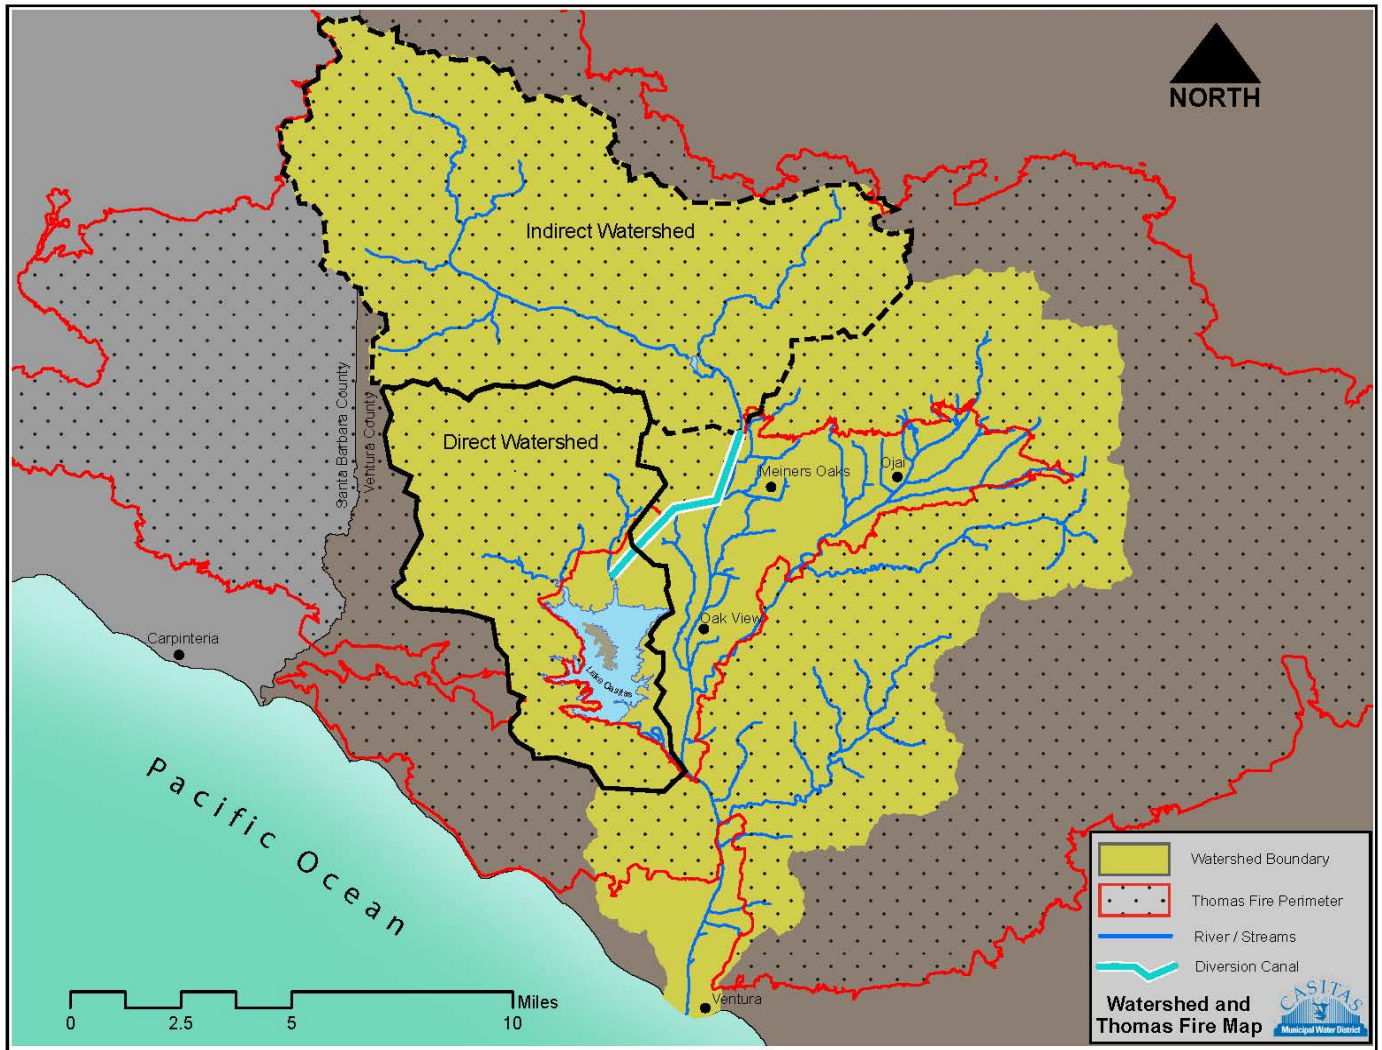 NORTH
Indirect Watershed
Direct Watershed
Santa Barbara County
Ventura County
Meiners Oaks
Ojai
Oak View
Carpinteria
Lake Casitas
Pacific Ocean
Ventura
Miles
0 2.5 5 10
Watershed Boundary
Thomas Fire Perimeter
River / Streams
Diversion Canal
Watershed and
Thomas Fire Map
CASITAS
Municipal Water District